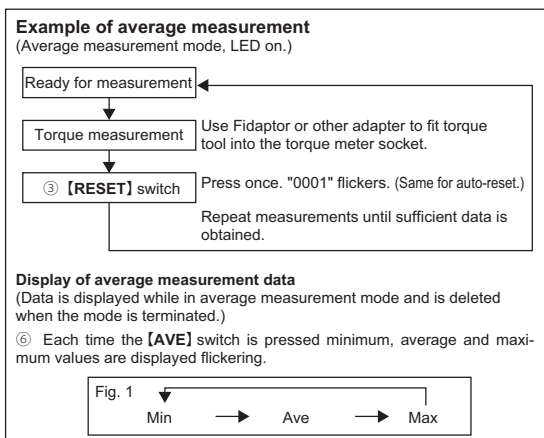 Example of average measurement
(Average measurement mode, LED on.)
Ready for measurement
Torque measurement
Use Fidaptor or other adapter to fit torque
tool into the torque meter socket.
③【RESET】switch
Press once. "0001" flickers. (Same for auto-reset.)
Repeat measurements until sufficient data is
obtained.
Display of average measurement data
(Data is displayed while in average measurement mode and is deleted
when the mode is terminated.)
⑥ Each time the【AVE】switch is pressed minimum, average and maxi-
mum values are displayed flickering.
Fig. 1
Min Ave Max